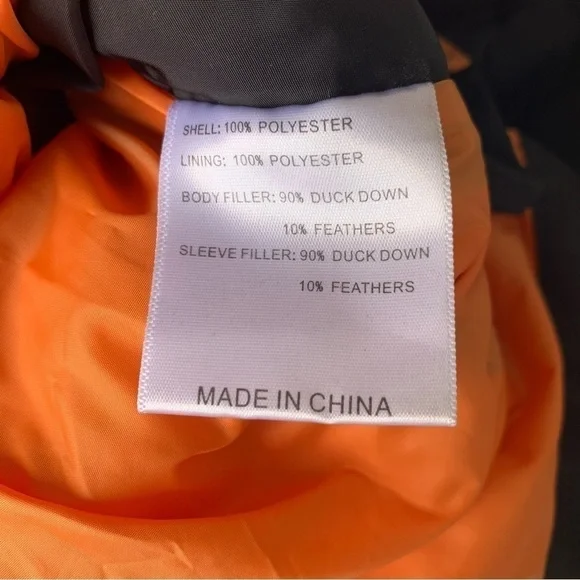 SHELL: 100% POLYESTER
LINING: 100% POLYESTER
BODY FILLER: 90% DUCK DOWN
10% FEATHERS
SLEEVE FILLER: 90% DUCK DOWN
10% FEATHERS
MADE IN CHINA